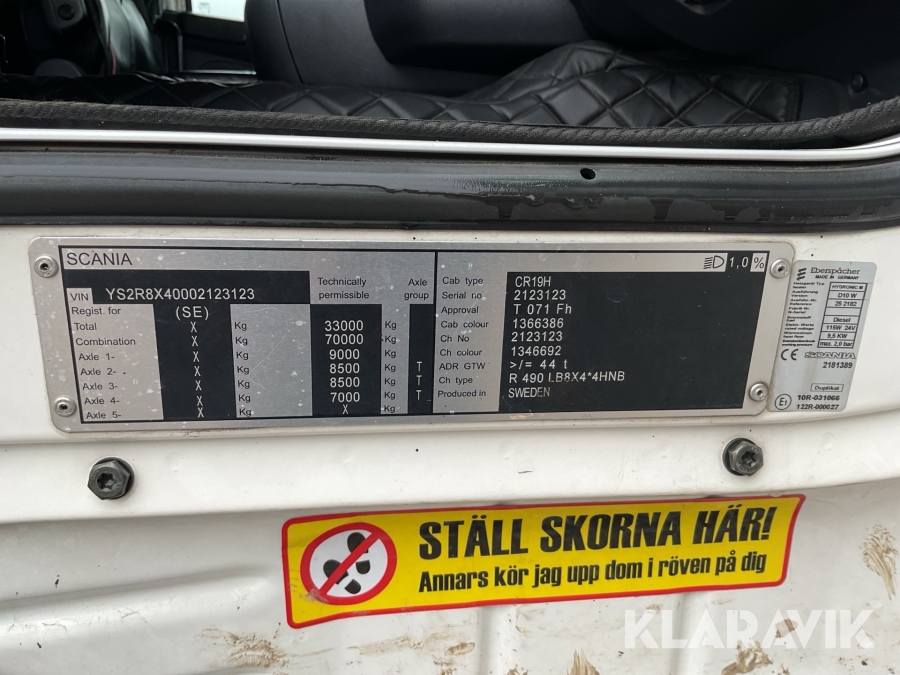 SCANIA
VIN YS2R8X40002123123
Technically permissible
Axle group
Regist. for (SE)
Total X Kg 33000 Kg
Combination X Kg 70000 Kg
Axle 1- X Kg 9000 Kg
Axle 2- X Kg 8500 Kg T
Axle 3- X Kg 8500 Kg T
Axle 4- X Kg 7000 Kg T
Axle 5- X Kg X Kg
1,0 %
Cab type CR19H
Serial no 2123123
Approval T 071 Fh
Cab colour 1366386
Ch No 2123123
Ch colour 1346692
ADR GTW >/= 44 t
Ch type R 490 LB8X4*4HNB
Produced in SWEDEN
Eberspächer
MADE IN GERMANY
HYDRONIC M
D10 W
25 2182
Diesel
115W 24V
9,5 KW
max. 2,0 bar
CE SCANIA
2181389
Duplikat
E1 10R-031066
122R-000027
STÄLL SKORNA HÄR!
Annars kör jag upp dom i röven på dig
KLARAVIK